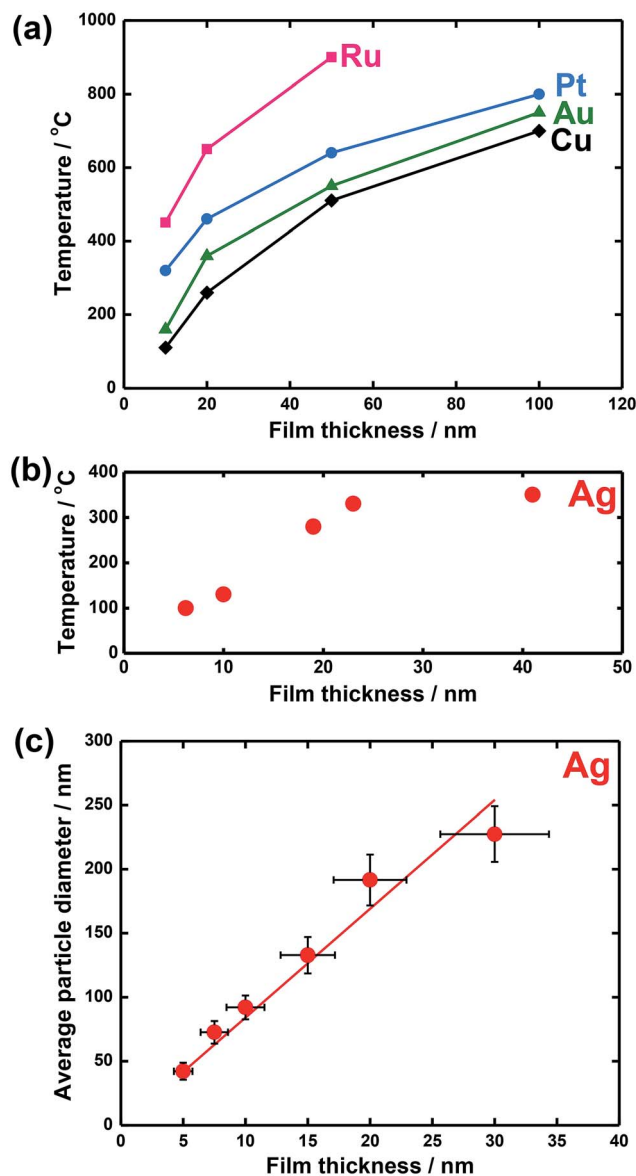 (a)
Temperature / °C
1000
800
600
400
200
0
Ru
Pt
Au
Cu
0 20 40 60 80 100 120
Film thickness / nm
(b)
Temperature / °C
400
300
200
100
0
Ag
0 10 20 30 40 50
Film thickness / nm
(c)
Average particle diameter / nm
300
250
200
150
100
50
0
Ag
0 5 10 15 20 25 30 35 40
Film thickness / nm